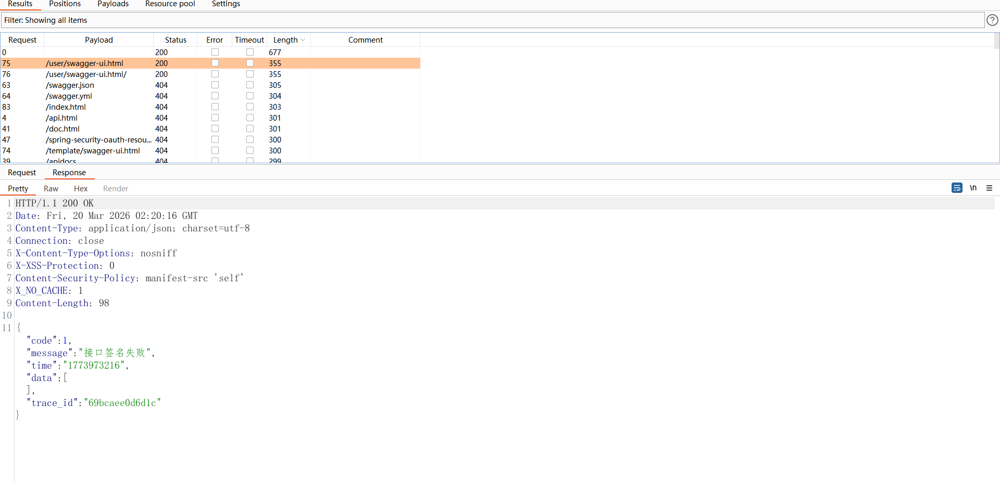 Results Positions Payloads Resource pool Settings
Filter: Showing all items
Request Payload Status Error Timeout Length Comment
0 200 677
75 /user/swagger-ui.html 200 355
76 /user/swagger-ui.html/ 200 355
63 /swagger.json 404 305
64 /swagger.yml 404 304
83 /index.html 404 303
4 /api.html 404 301
41 /doc.html 404 301
47 /spring-security-oauth-resou... 404 300
74 /template/swagger-ui.html 404 300
39 /apidocs 404 299
Request Response
Pretty Raw Hex Render \n
1 HTTP/1.1 200 OK
2 Date: Fri, 20 Mar 2026 02:20:16 GMT
3 Content-Type: application/json; charset=utf-8
4 Connection: close
5 X-Content-Type-Options: nosniff
6 X-XSS-Protection: 0
7 Content-Security-Policy: manifest-src 'self'
8 X_NO_CACHE: 1
9 Content-Length: 98
10
11 {
"code":1,
"message":"接口签名失败",
"time":"1773973216",
"data":[
],
"trace_id":"69bcaee0d6d1c"
}